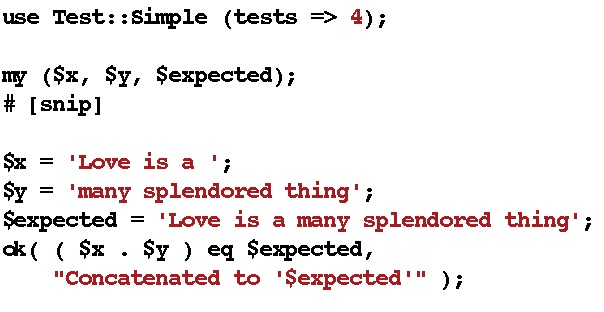 use Test::Simple (tests => 4);
my ($x, $y, $expected);
# [snip]
$x = 'Love is a ';
$y = 'many splendored thing';
$expected = 'Love is a many splendored thing';
ok( ( $x . $y ) eq $expected,
"Concatenated to '$expected'" );